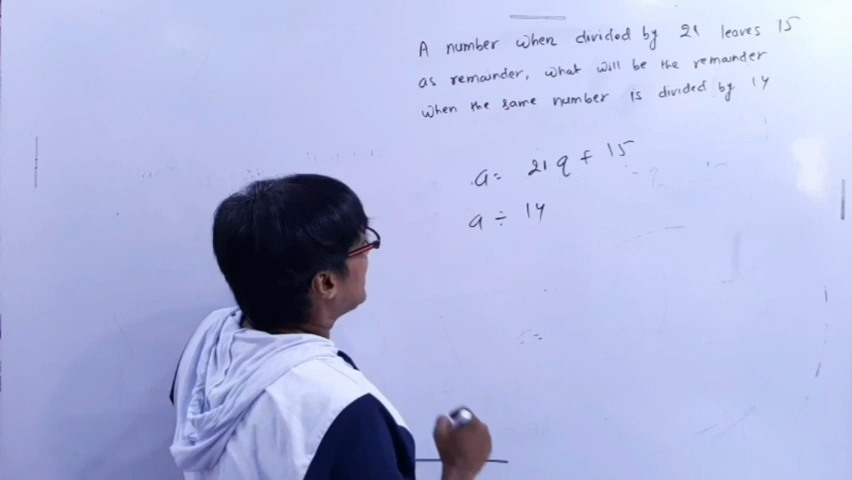 A number when divided by 21 leaves 15
as remainder, what will be the remainder
when the same number is divided by 14
a = 21q + 15
a ÷ 14